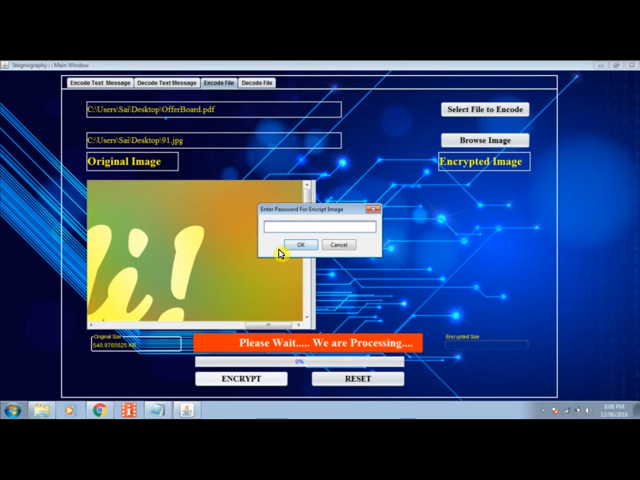 Steganography :: Main Window
Encode Text Message
Decode Text Message
Encode File
Decode File
C:\Users\Sai\Desktop\OfferBoard.pdf
Select File to Encode
C:\Users\Sai\Desktop\91.jpg
Browse Image
Original Image
Encrypted Image
Enter Password For Encript Image
OK
Cancel
i!
Original Size
540.9765625 KB
Please Wait..... We are Processing....
Encrypted Size
0%
ENCRYPT
RESET
8:06 PM